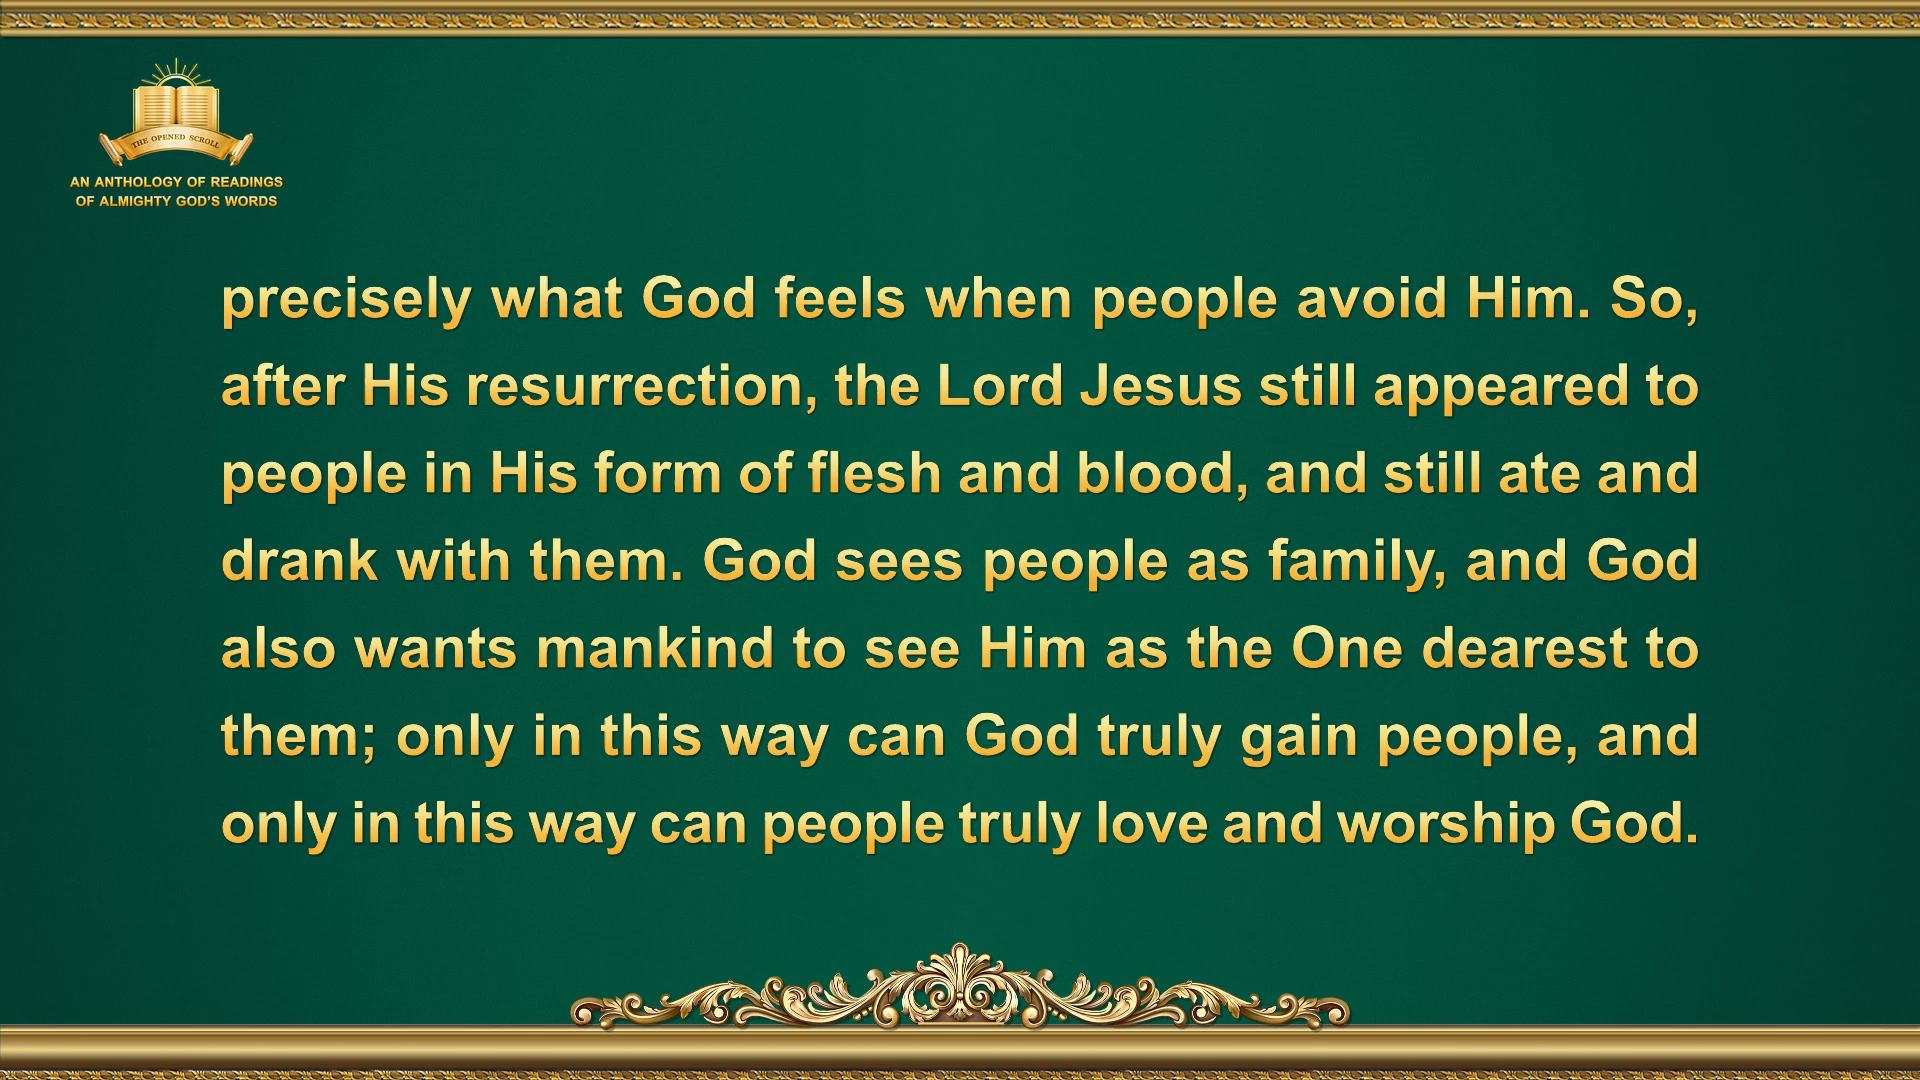 THE OPENED SCROLL
AN ANTHOLOGY OF READINGS
OF ALMIGHTY GOD'S WORDS
precisely what God feels when people avoid Him. So,
after His resurrection, the Lord Jesus still appeared to
people in His form of flesh and blood, and still ate and
drank with them. God sees people as family, and God
also wants mankind to see Him as the One dearest to
them; only in this way can God truly gain people, and
only in this way can people truly love and worship God.